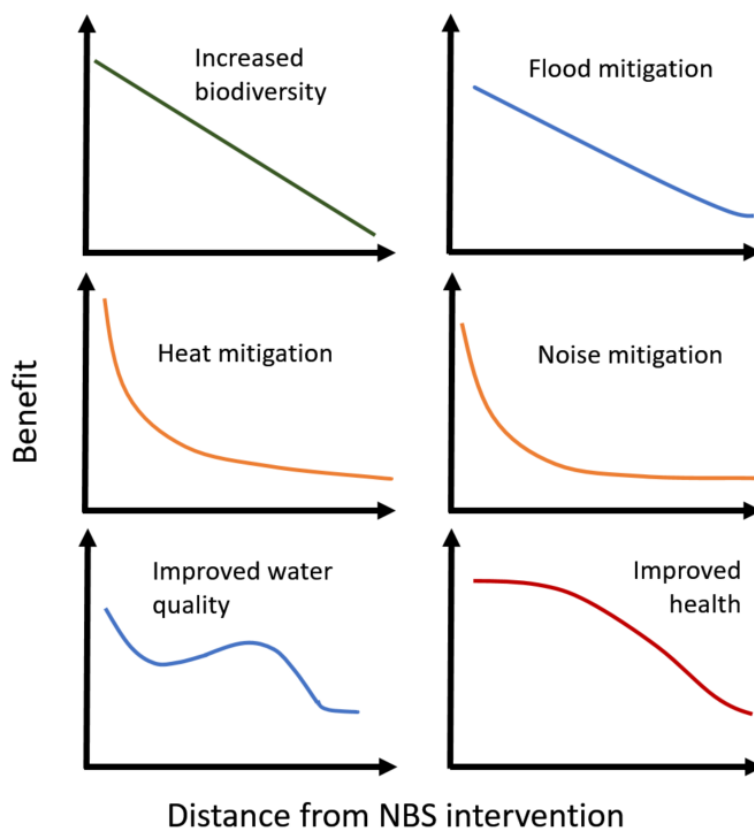 Increased
biodiversity
Flood mitigation
Heat mitigation
Noise mitigation
Benefit
Improved water
quality
Improved
health
Distance from NBS intervention